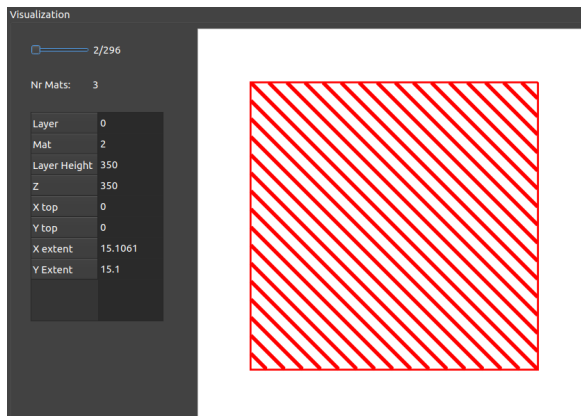 Visualization
2/296
Nr Mats: 3
Layer 0
Mat 2
Layer Height 350
Z 350
X top 0
Y top 0
X extent 15.1061
Y Extent 15.1